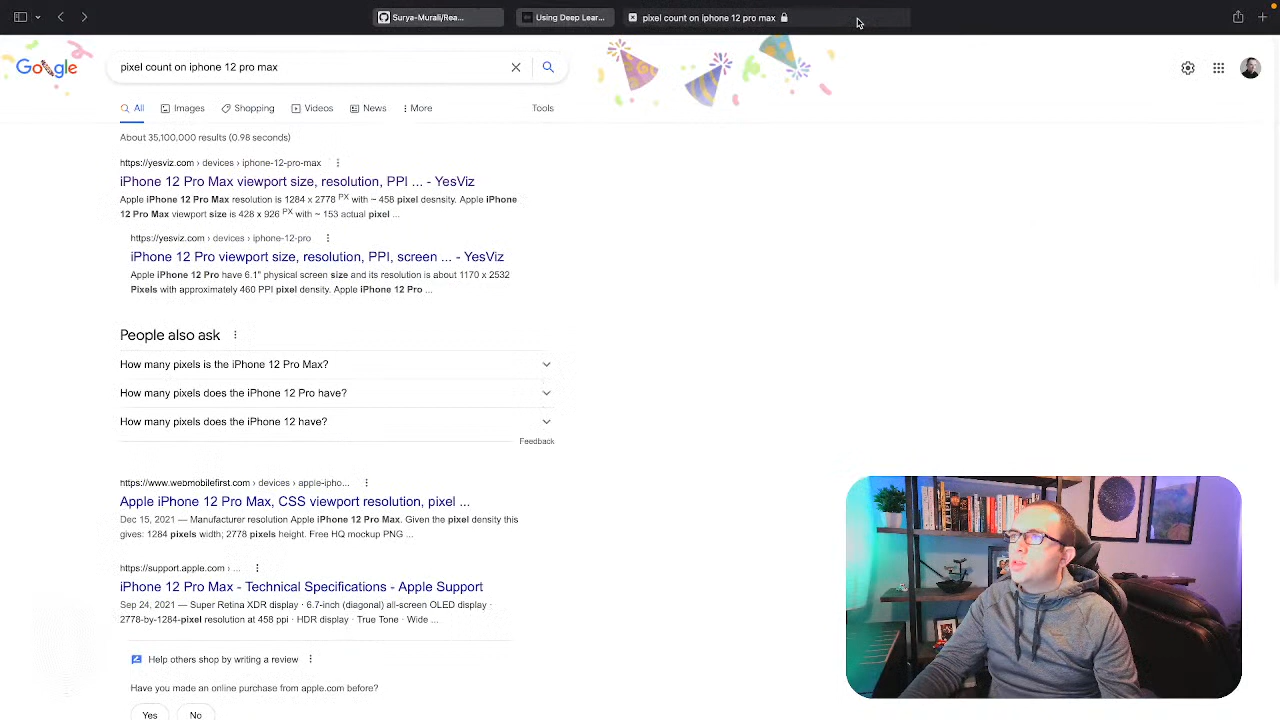 Surya-Murali/Rea...
Using Deep Lear...
pixel count on iphone 12 pro max
Google
pixel count on iphone 12 pro max
All
Images
Shopping
Videos
News
More
Tools
About 35,100,000 results (0.98 seconds)
https://yesviz.com › devices › iphone-12-pro-max
iPhone 12 Pro Max viewport size, resolution, PPI ... - YesViz
Apple iPhone 12 Pro Max resolution is 1284 x 2778 PX with ~ 458 pixel desnsity. Apple iPhone
12 Pro Max viewport size is 428 x 926 PX with ~ 153 actual pixel ...
https://yesviz.com › devices › iphone-12-pro
iPhone 12 Pro viewport size, resolution, PPI, screen ... - YesViz
Apple iPhone 12 Pro have 6.1" physical screen size and its resolution is about 1170 x 2532
Pixels with approximately 460 PPI pixel density. Apple iPhone 12 Pro ...
People also ask
How many pixels is the iPhone 12 Pro Max?
How many pixels does the iPhone 12 Pro have?
How many pixels does the iPhone 12 have?
Feedback
https://www.webmobilefirst.com › devices › apple-ipho...
Apple iPhone 12 Pro Max, CSS viewport resolution, pixel ...
Dec 15, 2021 — Manufacturer resolution Apple iPhone 12 Pro Max. Given the pixel density this
gives: 1284 pixels width; 2778 pixels height. Free HQ mockup PNG ...
https://support.apple.com › ...
iPhone 12 Pro Max - Technical Specifications - Apple Support
Sep 24, 2021 — Super Retina XDR display · 6.7-inch (diagonal) all-screen OLED display ·
2778-by-1284-pixel resolution at 458 ppi · HDR display · True Tone · Wide ...
Help others shop by writing a review
Have you made an online purchase from apple.com before?
Yes
No